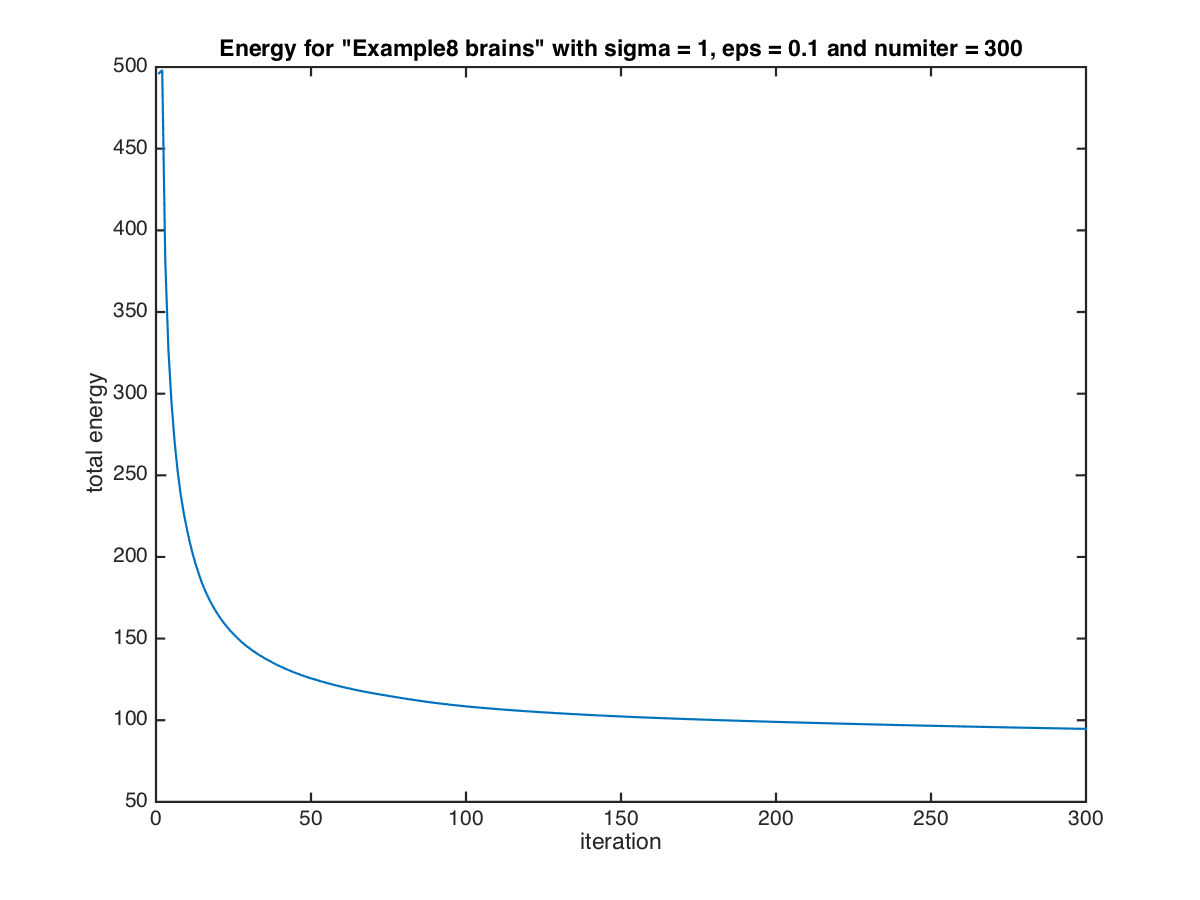 Energy for "Example8 brains" with sigma = 1, eps = 0.1 and numiter = 300
500
450
400
350
300
250
200
150
100
50
total energy
0 50 100 150 200 250 300
iteration